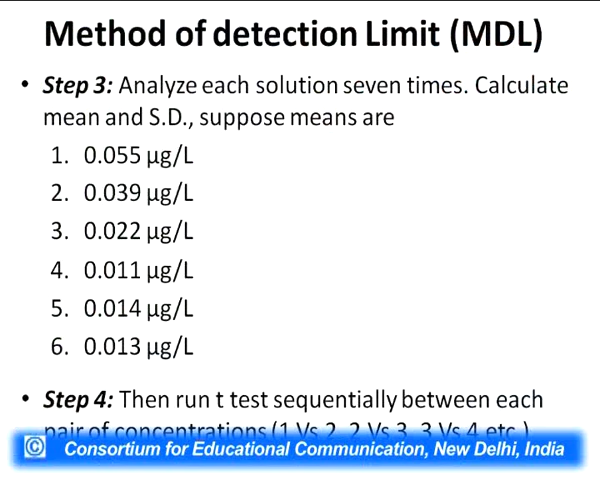 Method of detection Limit (MDL)
• Step 3: Analyze each solution seven times. Calculate
mean and S.D., suppose means are
1. 0.055 µg/L
2. 0.039 µg/L
3. 0.022 µg/L
4. 0.011 µg/L
5. 0.014 µg/L
6. 0.013 µg/L
• Step 4: Then run t test sequentially between each
pair of concentrations (1 Vs 2, 2 Vs 3, 3 Vs 4 etc.)
© Consortium for Educational Communication, New Delhi, India